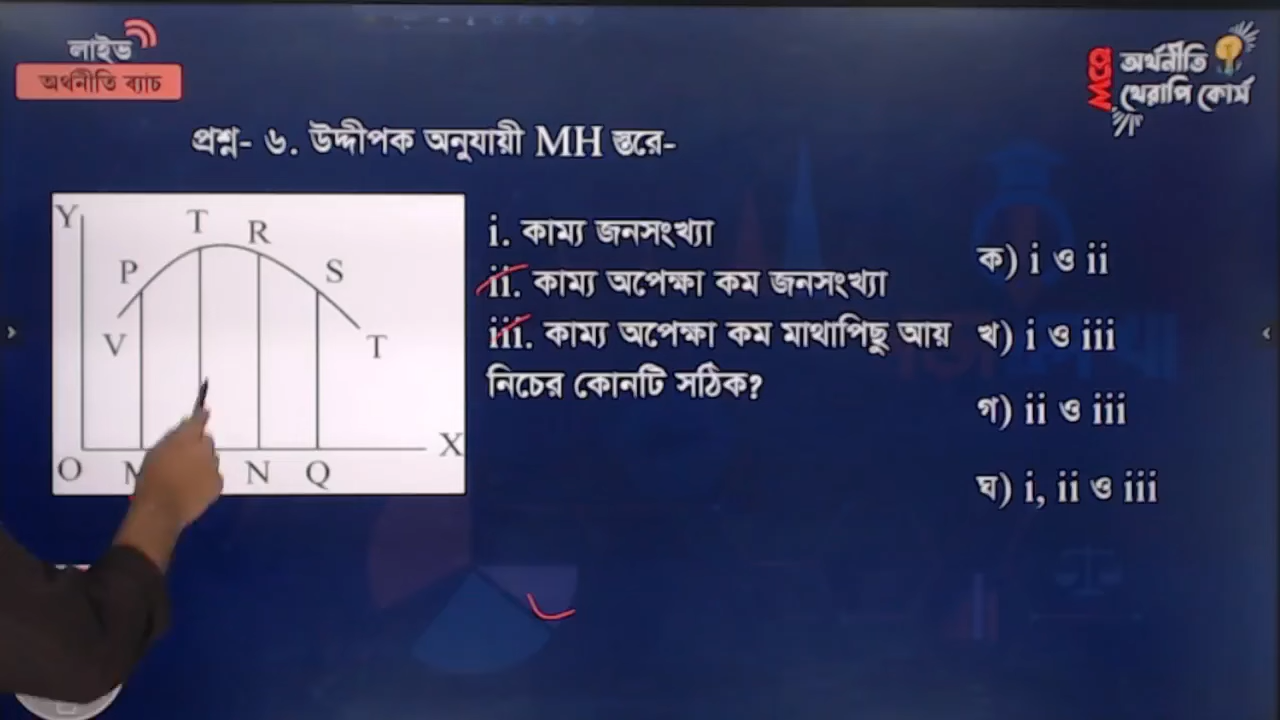 লাইভ
অর্থনীতি ব্যাচ
MCQ
অর্থনীতি
থেরাপি কোর্স
প্রশ্ন- ৬. উদ্দীপক অনুযায়ী MH স্তরে-
Y
T
R
P
S
V
T
O
M
N
Q
X
i. কাম্য জনসংখ্যা
ii. কাম্য অপেক্ষা কম জনসংখ্যা
iii. কাম্য অপেক্ষা কম মাথাপিছু আয়
নিচের কোনটি সঠিক?
ক) i ও ii
খ) i ও iii
গ) ii ও iii
ঘ) i, ii ও iii